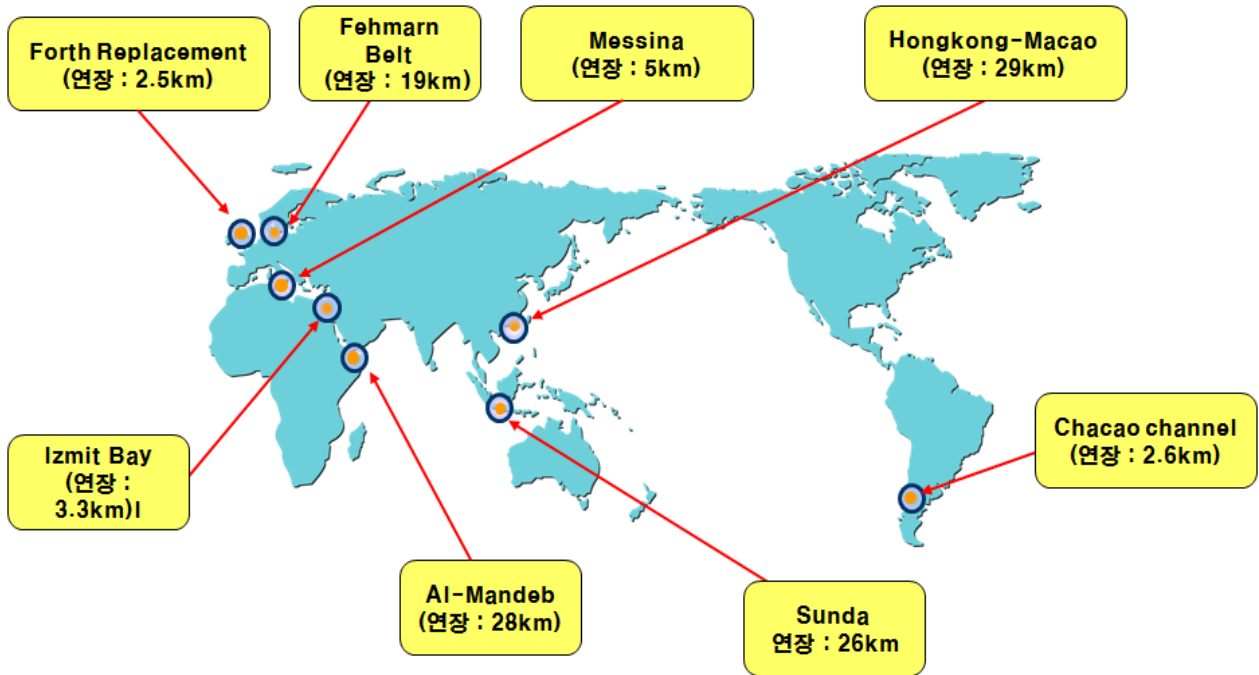 Forth Replacement
(연장 : 2.5km)
Fehmarn
Belt
(연장 : 19km)
Messina
(연장 : 5km)
Hongkong-Macao
(연장 : 29km)
Izmit Bay
(연장 :
3.3km)l
Al-Mandeb
(연장 : 28km)
Sunda
연장 : 26km
Chacao channel
(연장 : 2.6km)